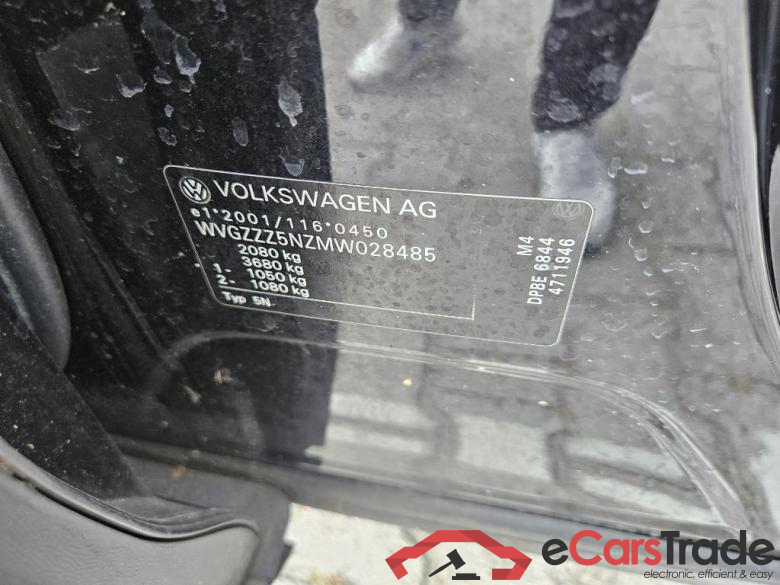 VOLKSWAGEN AG
e1*2001/116*0450
WVGZZZ5NZMW028485
2080 kg
3680 kg
1- 1050 kg
2- 1080 kg
Typ 5N
M4
DPBE 6844
4711946
eCarsTrade
electronic, efficient & easy